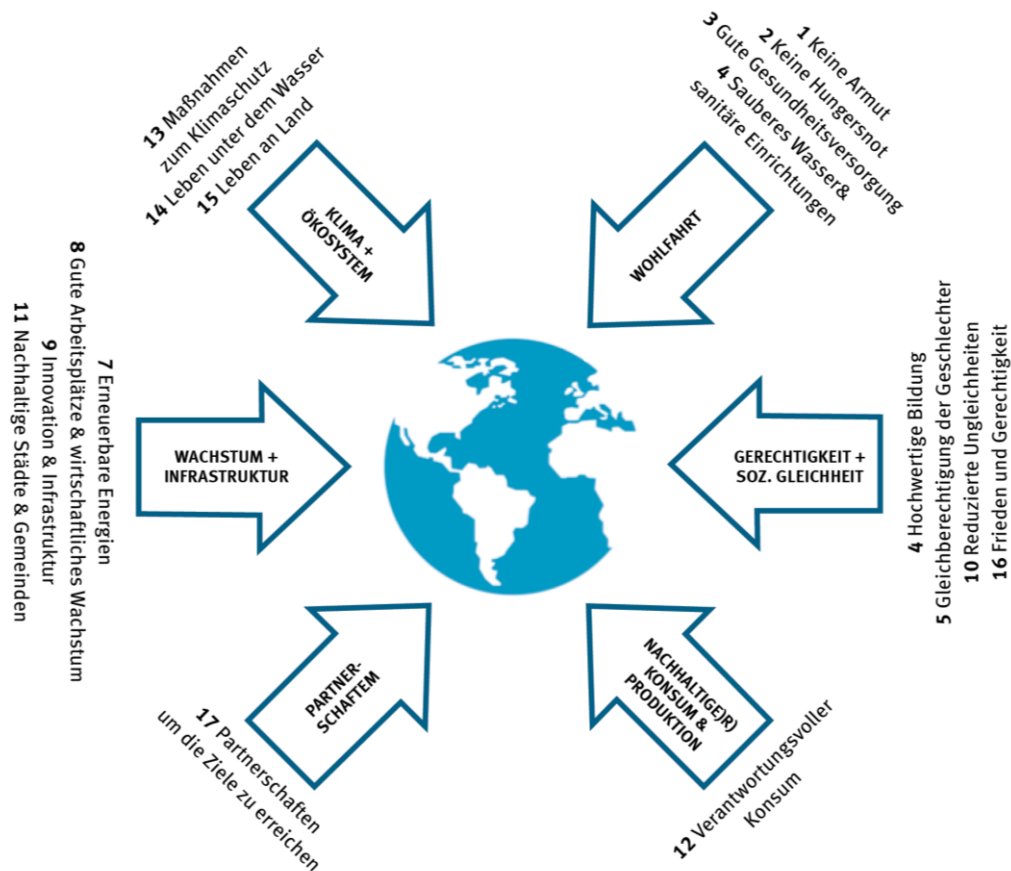 13 Maßnahmen
zum Klimaschutz
14 Leben unter dem Wasser
15 Leben an Land
KLIMA +
ÖKOSYSTEM
1 Keine Armut
2 Keine Hungersnot
3 Gute Gesundheitsversorgung
4 Sauberes Wasser&
sanitäre Einrichtungen
WOHLFAHRT
7 Erneuerbare Energien
8 Gute Arbeitsplätze & wirtschaftliches Wachstum
9 Innovation & Infrastruktur
11 Nachhaltige Städte & Gemeinden
WACHSTUM +
INFRASTRUKTUR
GERECHTIGKEIT +
SOZ. GLEICHHEIT
4 Hochwertige Bildung
5 Gleichberechtigung der Geschlechter
10 Reduzierte Ungleichheiten
16 Frieden und Gerechtigkeit
PARTNER-
SCHAFTEM
17 Partnerschaften
um die Ziele zu erreichen
NACHHALTIGE)R)
KONSUM &
PRODUKTION
12 Verantwortungsvoller
Konsum